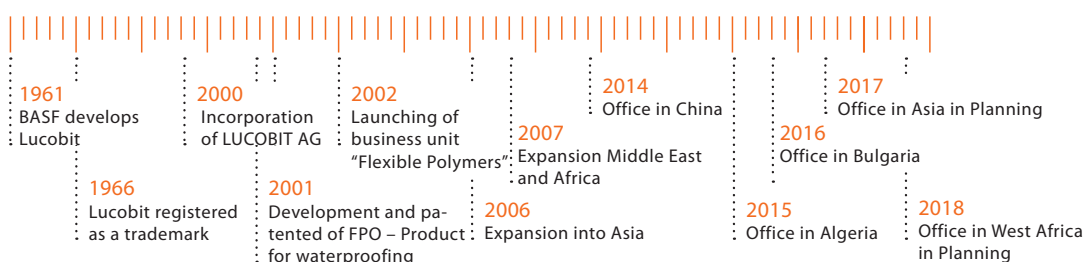 1961
BASF develops
Lucobit
1966
Lucobit registered
as a trademark
2000
Incorporation
of LUCOBIT AG
2001
Development and pa-
tented of FPO – Product
for waterproofing
2002
Launching of
business unit
“Flexible Polymers”
2006
Expansion into Asia
2007
Expansion Middle East
and Africa
2014
Office in China
2015
Office in Algeria
2016
Office in Bulgaria
2017
Office in Asia in Planning
2018
Office in West Africa
in Planning